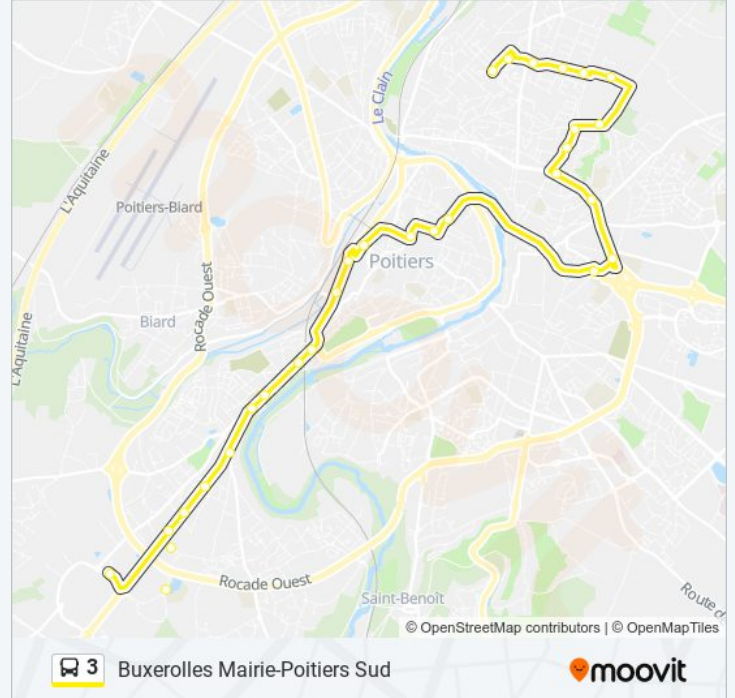 Le Clain
L'Aquitaine
Poitiers-Biard
Poitiers
Rocade Ouest
Biard
L'Aquitaine
Rocade Ouest
Saint-Benoît
Route d
© OpenStreetMap contributors | © OpenMapTiles
3 Buxerolles Mairie-Poitiers Sud
moovit